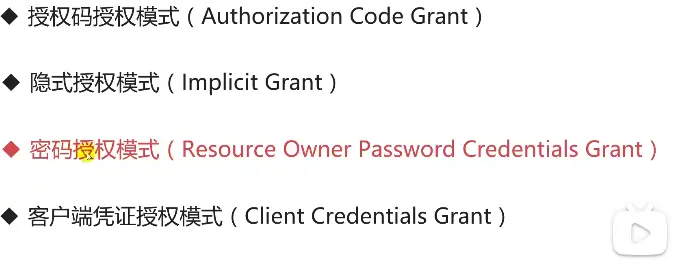 ◆ 授权码授权模式（Authorization Code Grant）
◆ 隐式授权模式（Implicit Grant）
◆ 密码授权模式（Resource Owner Password Credentials Grant）
◆ 客户端凭证授权模式（Client Credentials Grant）